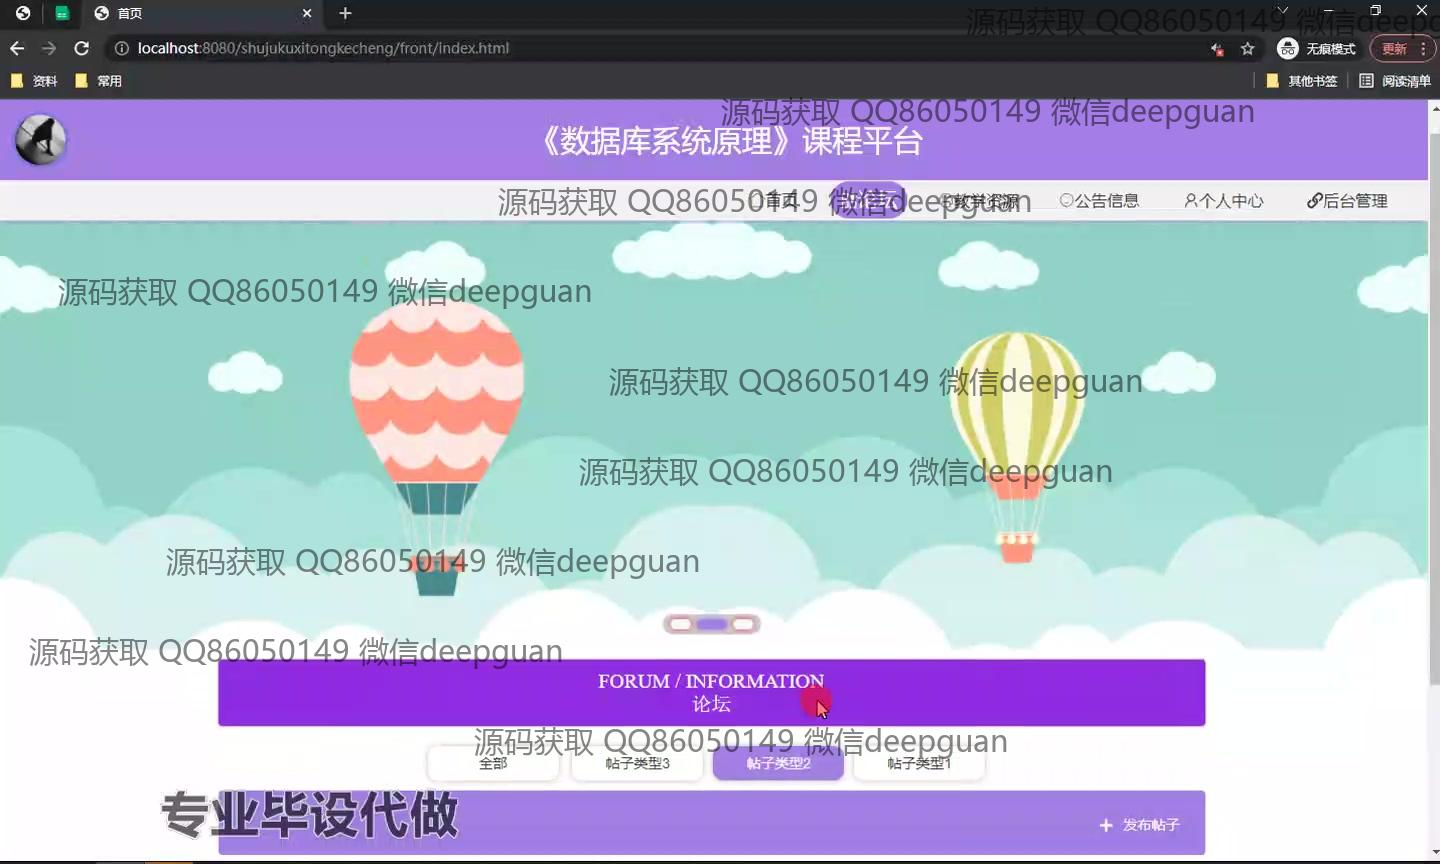 首页
localhost:8080/shujukuxitongkecheng/front/index.html
无痕模式
更新
资料
常用
其他书签
阅读清单
源码获取 QQ86050149 微信deepg
源码获取 QQ86050149 微信deepguan
《数据库系统原理》课程平台
源码获取 QQ86050149 微信deepguan
首页
论坛
教学资源
公告信息
个人中心
后台管理
源码获取 QQ86050149 微信deepguan
源码获取 QQ86050149 微信deepguan
源码获取 QQ86050149 微信deepguan
源码获取 QQ86050149 微信deepguan
源码获取 QQ86050149 微信deepguan
FORUM / INFORMATION
论坛
源码获取 QQ86050149 微信deepguan
全部
帖子类型3
帖子类型2
帖子类型1
专业毕设代做
发布帖子